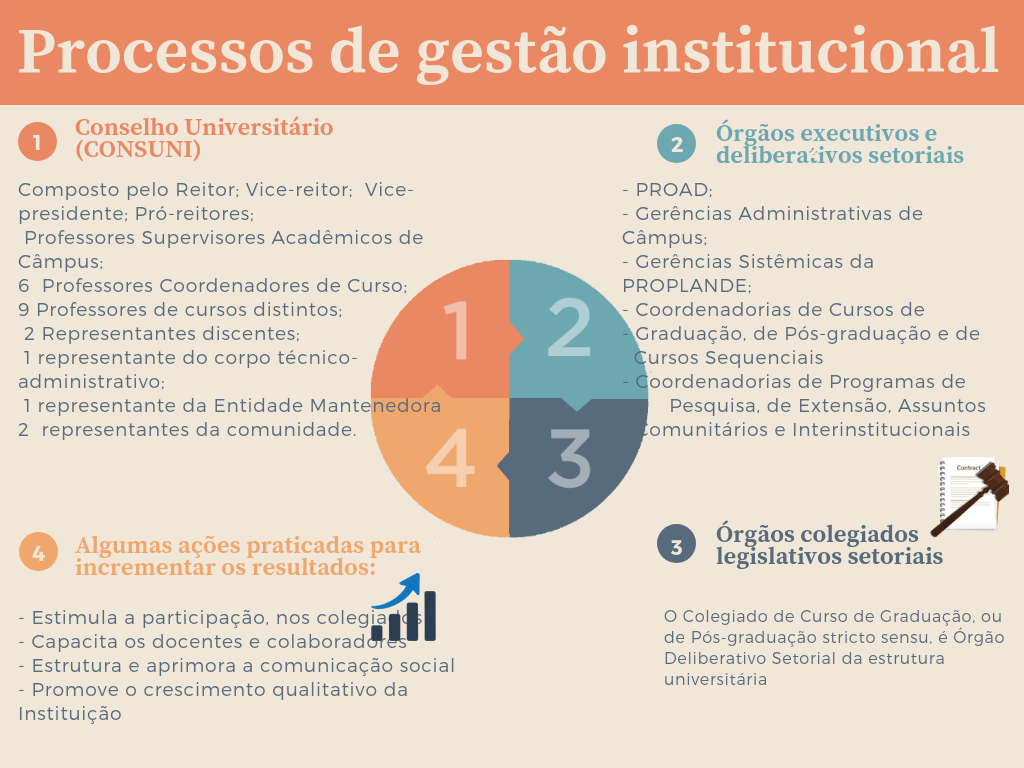 Processos de gestão institucional
1
Conselho Universitário
(CONSUNI)
Composto pelo Reitor; Vice-reitor;  Vice-
presidente; Pró-reitores;
Professores Supervisores Acadêmicos de
Câmpus;
6  Professores Coordenadores de Curso;
9 Professores de cursos distintos;
2 Representantes discentes;
1 representante do corpo técnico-
administrativo;
1 representante da Entidade Mantenedora
2  representantes da comunidade.
2
Órgãos executivos e
deliberativos setoriais
- PROAD;
- Gerências Administrativas de
Câmpus;
- Gerências Sistêmicas da
PROPLANDE;
- Coordenadorias de Cursos de
- Graduação, de Pós-graduação e de
Cursos Sequenciais
- Coordenadorias de Programas de
Pesquisa, de Extensão, Assuntos
Comunitários e Interinstitucionais
1 2
4 3
Contract
3
Órgãos colegiados
legislativos setoriais
O Colegiado de Curso de Graduação, ou
de Pós-graduação stricto sensu, é Órgão
Deliberativo Setorial da estrutura
universitária
4
Algumas ações praticadas para
incrementar os resultados:
- Estimula a participação, nos colegiados
- Capacita os docentes e colaboradores
- Estrutura e aprimora a comunicação social
- Promove o crescimento qualitativo da
Instituição